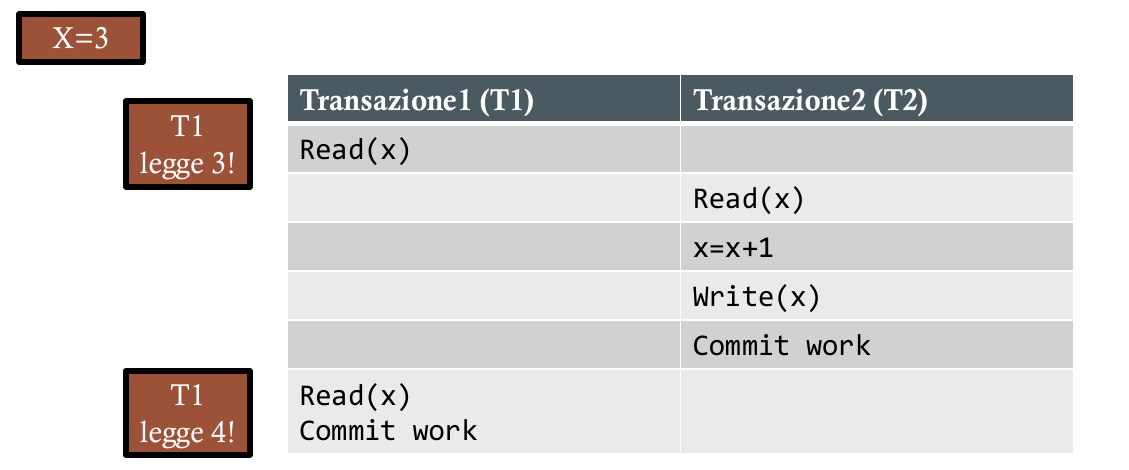 X=3
Transazione1 (T1) Transazione2 (T2)
T1
legge 3!
Read(x)
Read(x)
x=x+1
Write(x)
Commit work
T1
legge 4!
Read(x)
Commit work